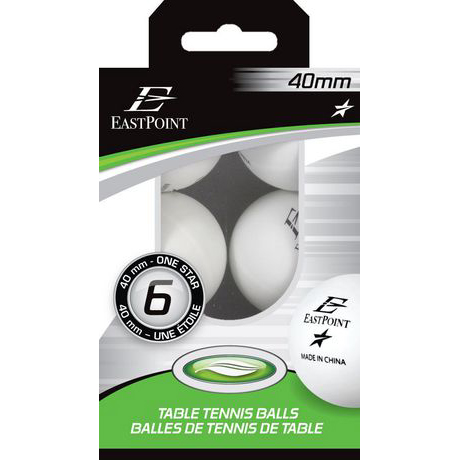 40mm
EASTPOINT
40 mm - ONE STAR
6
40 mm - UNE ÉTOILE
EASTPOINT
MADE IN CHINA
TABLE TENNIS BALLS
BALLES DE TENNIS DE TABLE